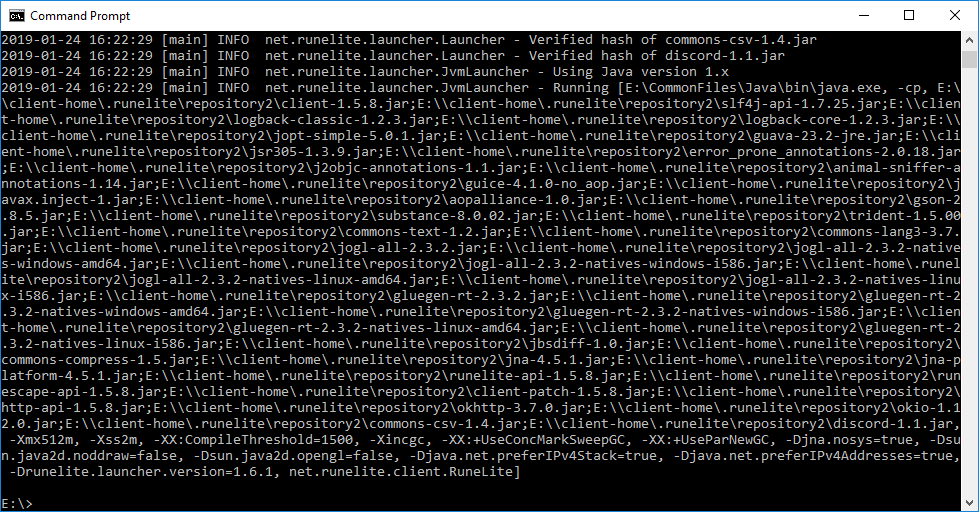 Command Prompt
2019-01-24 16:22:29 [main] INFO  net.runelite.launcher.Launcher - Verified hash of commons-csv-1.4.jar
2019-01-24 16:22:29 [main] INFO  net.runelite.launcher.Launcher - Verified hash of discord-1.1.jar
2019-01-24 16:22:29 [main] INFO  net.runelite.launcher.JvmLauncher - Using Java version 1.x
2019-01-24 16:22:29 [main] INFO  net.runelite.launcher.JvmLauncher - Running [E:\CommonFiles\Java\bin\java.exe, -cp, E:\
\client-home\.runelite\repository2\client-1.5.8.jar;E:\\client-home\.runelite\repository2\slf4j-api-1.7.25.jar;E:\\clien
t-home\.runelite\repository2\logback-classic-1.2.3.jar;E:\\client-home\.runelite\repository2\logback-core-1.2.3.jar;E:\\
client-home\.runelite\repository2\jopt-simple-5.0.1.jar;E:\\client-home\.runelite\repository2\guava-23.2-jre.jar;E:\\cli
ent-home\.runelite\repository2\jsr305-1.3.9.jar;E:\\client-home\.runelite\repository2\error_prone_annotations-2.0.18.jar
;E:\\client-home\.runelite\repository2\j2objc-annotations-1.1.jar;E:\\client-home\.runelite\repository2\animal-sniffer-a
nnotations-1.14.jar;E:\\client-home\.runelite\repository2\guice-4.1.0-no_aop.jar;E:\\client-home\.runelite\repository2\j
avax.inject-1.jar;E:\\client-home\.runelite\repository2\aopalliance-1.0.jar;E:\\client-home\.runelite\repository2\gson-2
.8.5.jar;E:\\client-home\.runelite\repository2\substance-8.0.02.jar;E:\\client-home\.runelite\repository2\trident-1.5.00
.jar;E:\\client-home\.runelite\repository2\commons-text-1.2.jar;E:\\client-home\.runelite\repository2\commons-lang3-3.7.
jar;E:\\client-home\.runelite\repository2\jogl-all-2.3.2.jar;E:\\client-home\.runelite\repository2\jogl-all-2.3.2-native
s-windows-amd64.jar;E:\\client-home\.runelite\repository2\jogl-all-2.3.2-natives-windows-i586.jar;E:\\client-home\.runel
ite\repository2\jogl-all-2.3.2-natives-linux-amd64.jar;E:\\client-home\.runelite\repository2\jogl-all-2.3.2-natives-linu
x-i586.jar;E:\\client-home\.runelite\repository2\gluegen-rt-2.3.2.jar;E:\\client-home\.runelite\repository2\gluegen-rt-2
.3.2-natives-windows-amd64.jar;E:\\client-home\.runelite\repository2\gluegen-rt-2.3.2-natives-windows-i586.jar;E:\\clien
t-home\.runelite\repository2\gluegen-rt-2.3.2-natives-linux-amd64.jar;E:\\client-home\.runelite\repository2\gluegen-rt-2
.3.2-natives-linux-i586.jar;E:\\client-home\.runelite\repository2\jbsdiff-1.0.jar;E:\\client-home\.runelite\repository2\
commons-compress-1.5.jar;E:\\client-home\.runelite\repository2\jna-4.5.1.jar;E:\\client-home\.runelite\repository2\jna-p
latform-4.5.1.jar;E:\\client-home\.runelite\repository2\runelite-api-1.5.8.jar;E:\\client-home\.runelite\repository2\run
escape-api-1.5.8.jar;E:\\client-home\.runelite\repository2\client-patch-1.5.8.jar;E:\\client-home\.runelite\repository2\
http-api-1.5.8.jar;E:\\client-home\.runelite\repository2\okhttp-3.7.0.jar;E:\\client-home\.runelite\repository2\okio-1.1
2.0.jar;E:\\client-home\.runelite\repository2\commons-csv-1.4.jar;E:\\client-home\.runelite\repository2\discord-1.1.jar,
 -Xmx512m, -Xss2m, -XX:CompileThreshold=1500, -Xincgc, -XX:+UseConcMarkSweepGC, -XX:+UseParNewGC, -Djna.nosys=true, -Dsu
n.java2d.noddraw=false, -Dsun.java2d.opengl=false, -Djava.net.preferIPv4Stack=true, -Djava.net.preferIPv4Addresses=true,
 -Drunelite.launcher.version=1.6.1, net.runelite.client.RuneLite]
E:\>